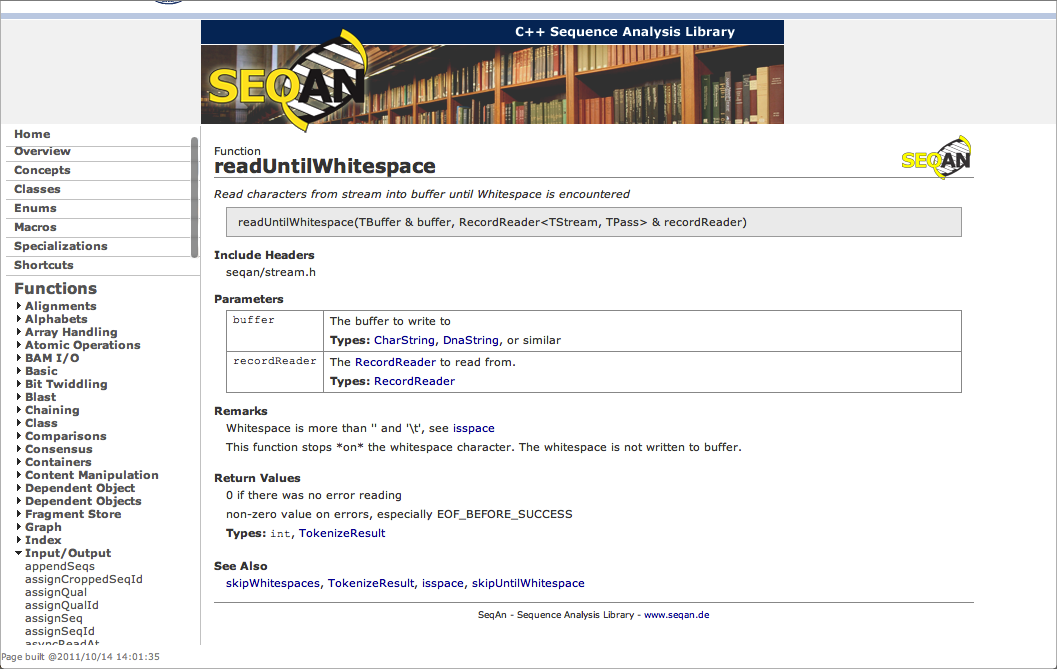 C++ Sequence Analysis Library
SEQAN
Home
Overview
Concepts
Classes
Enums
Macros
Specializations
Shortcuts
Functions
Alignments
Alphabets
Array Handling
Atomic Operations
BAM I/O
Basic
Bit Twiddling
Blast
Chaining
Class
Comparisons
Consensus
Containers
Content Manipulation
Dependent Object
Dependent Objects
Fragment Store
Graph
Index
Input/Output
appendSeqs
assignCroppedSeqId
assignQual
assignQualId
assignSeq
assignSeqId
asyncReadAt
Page built @2011/10/14 14:01:35
Function
readUntilWhitespace
SEQAN
Read characters from stream into buffer until Whitespace is encountered
readUntilWhitespace(TBuffer & buffer, RecordReader<TStream, TPass> & recordReader)
Include Headers
seqan/stream.h
Parameters
buffer
The buffer to write to
Types: CharString, DnaString, or similar
recordReader
The RecordReader to read from.
Types: RecordReader
Remarks
Whitespace is more than '' and '\t', see isspace
This function stops *on* the whitespace character. The whitespace is not written to buffer.
Return Values
0 if there was no error reading
non-zero value on errors, especially EOF_BEFORE_SUCCESS
Types: int, TokenizeResult
See Also
skipWhitespaces, TokenizeResult, isspace, skipUntilWhitespace
SeqAn - Sequence Analysis Library - www.seqan.de